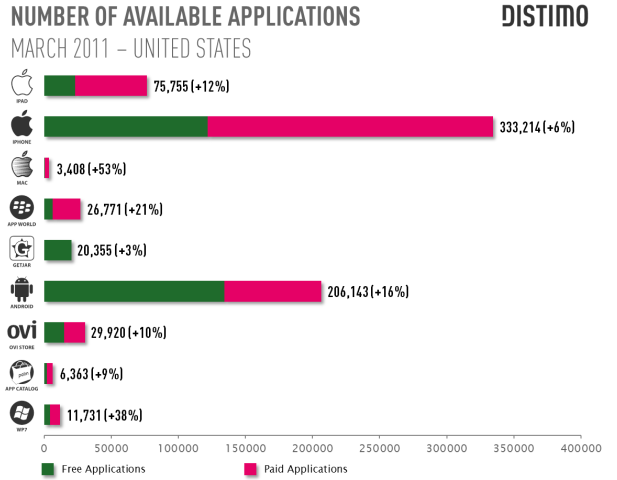 NUMBER OF AVAILABLE APPLICATIONS
DISTIMO
MARCH 2011 – UNITED STATES
75,755 (+12%)
IPAD
333,214 (+6%)
IPHONE
3,408 (+53%)
MAC
26,771 (+21%)
APP WORLD
20,355 (+3%)
GETJAR
206,143 (+16%)
ANDROID
ovi
29,920 (+10%)
OVI STORE
palm
6,363 (+9%)
APP CATALOG
11,731 (+38%)
WP7
0 50000 100000 150000 200000 250000 300000 350000 400000
Free Applications Paid Applications